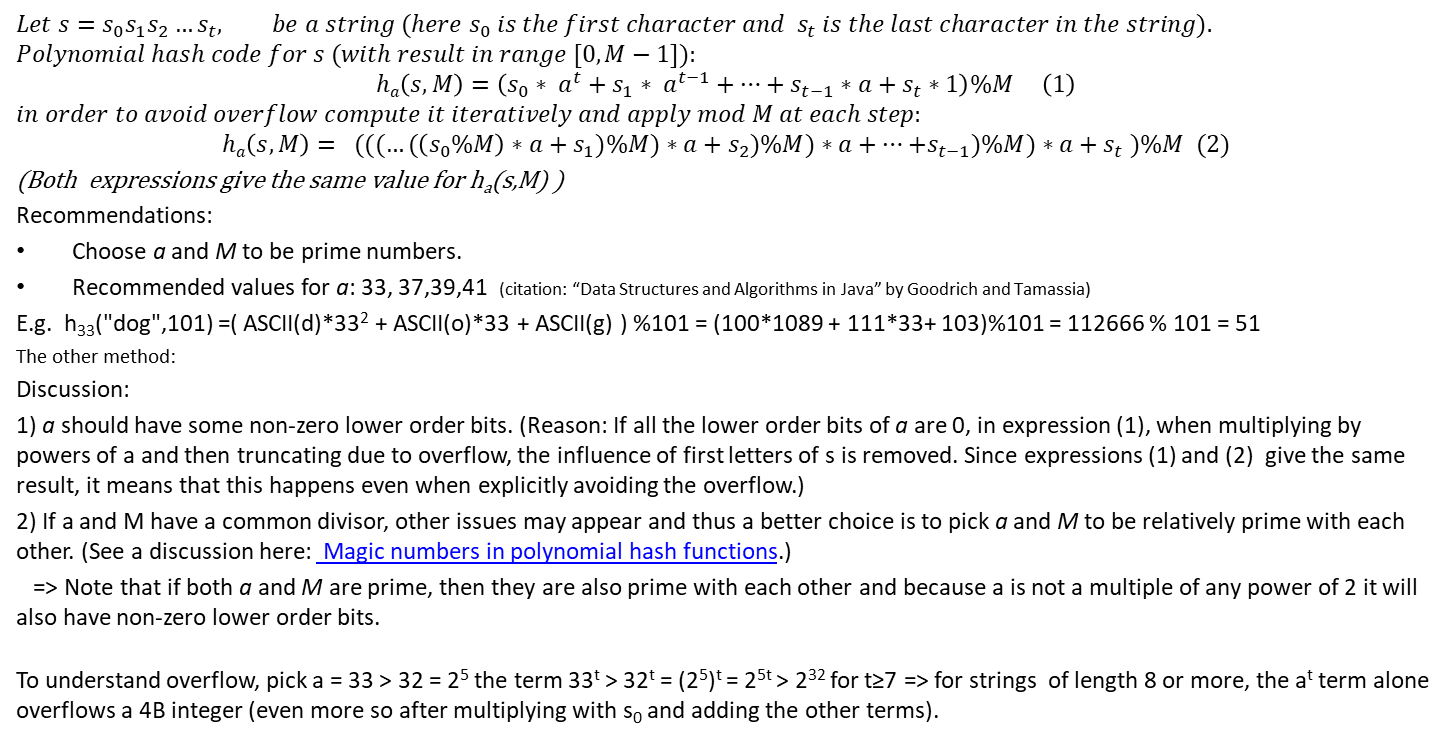 Let s = s₀s₁s₂ … sₜ, be a string (here s₀ is the first character and sₜ is the last character in the string).
Polynomial hash code for s (with result in range [0, M − 1]):
hₐ(s, M) = (s₀ ∗ aᵗ + s₁ ∗ aᵗ⁻¹ + ⋯ + sₜ₋₁ ∗ a + sₜ ∗ 1)%M (1)
in order to avoid overflow compute it iteratively and apply mod M at each step:
hₐ(s, M) = (((… ((s₀%M) ∗ a + s₁)%M) ∗ a + s₂)%M) ∗ a + ⋯ +sₜ₋₁)%M) ∗ a + sₜ )%M (2)
(Both expressions give the same value for hₐ(s,M) )
Recommendations:
• Choose a and M to be prime numbers.
• Recommended values for a: 33, 37,39,41 (citation: “Data Structures and Algorithms in Java” by Goodrich and Tamassia)
E.g. h₃₃("dog",101) =( ASCII(d)*33² + ASCII(o)*33 + ASCII(g) ) %101 = (100*1089 + 111*33+ 103)%101 = 112666 % 101 = 51
The other method:
Discussion:
1) a should have some non-zero lower order bits. (Reason: If all the lower order bits of a are 0, in expression (1), when multiplying by
powers of a and then truncating due to overflow, the influence of first letters of s is removed. Since expressions (1) and (2) give the same
result, it means that this happens even when explicitly avoiding the overflow.)
2) If a and M have a common divisor, other issues may appear and thus a better choice is to pick a and M to be relatively prime with each
other. (See a discussion here: Magic numbers in polynomial hash functions.)
=> Note that if both a and M are prime, then they are also prime with each other and because a is not a multiple of any power of 2 it will
also have non-zero lower order bits.
To understand overflow, pick a = 33 > 32 = 2⁵ the term 33ᵗ > 32ᵗ = (2⁵)ᵗ = 2⁵ᵗ > 2³² for t≥7 => for strings of length 8 or more, the aᵗ term alone
overflows a 4B integer (even more so after multiplying with s₀ and adding the other terms).